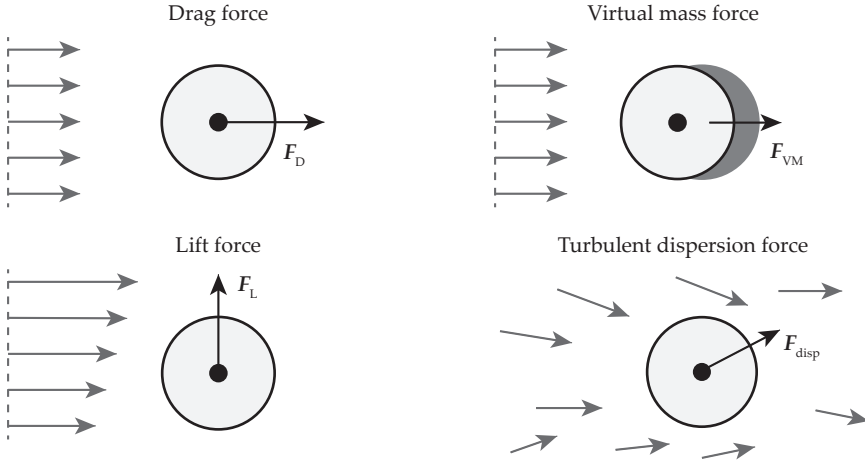 Drag force
F_D
Virtual mass force
F_VM
Lift force
F_L
Turbulent dispersion force
F_disp